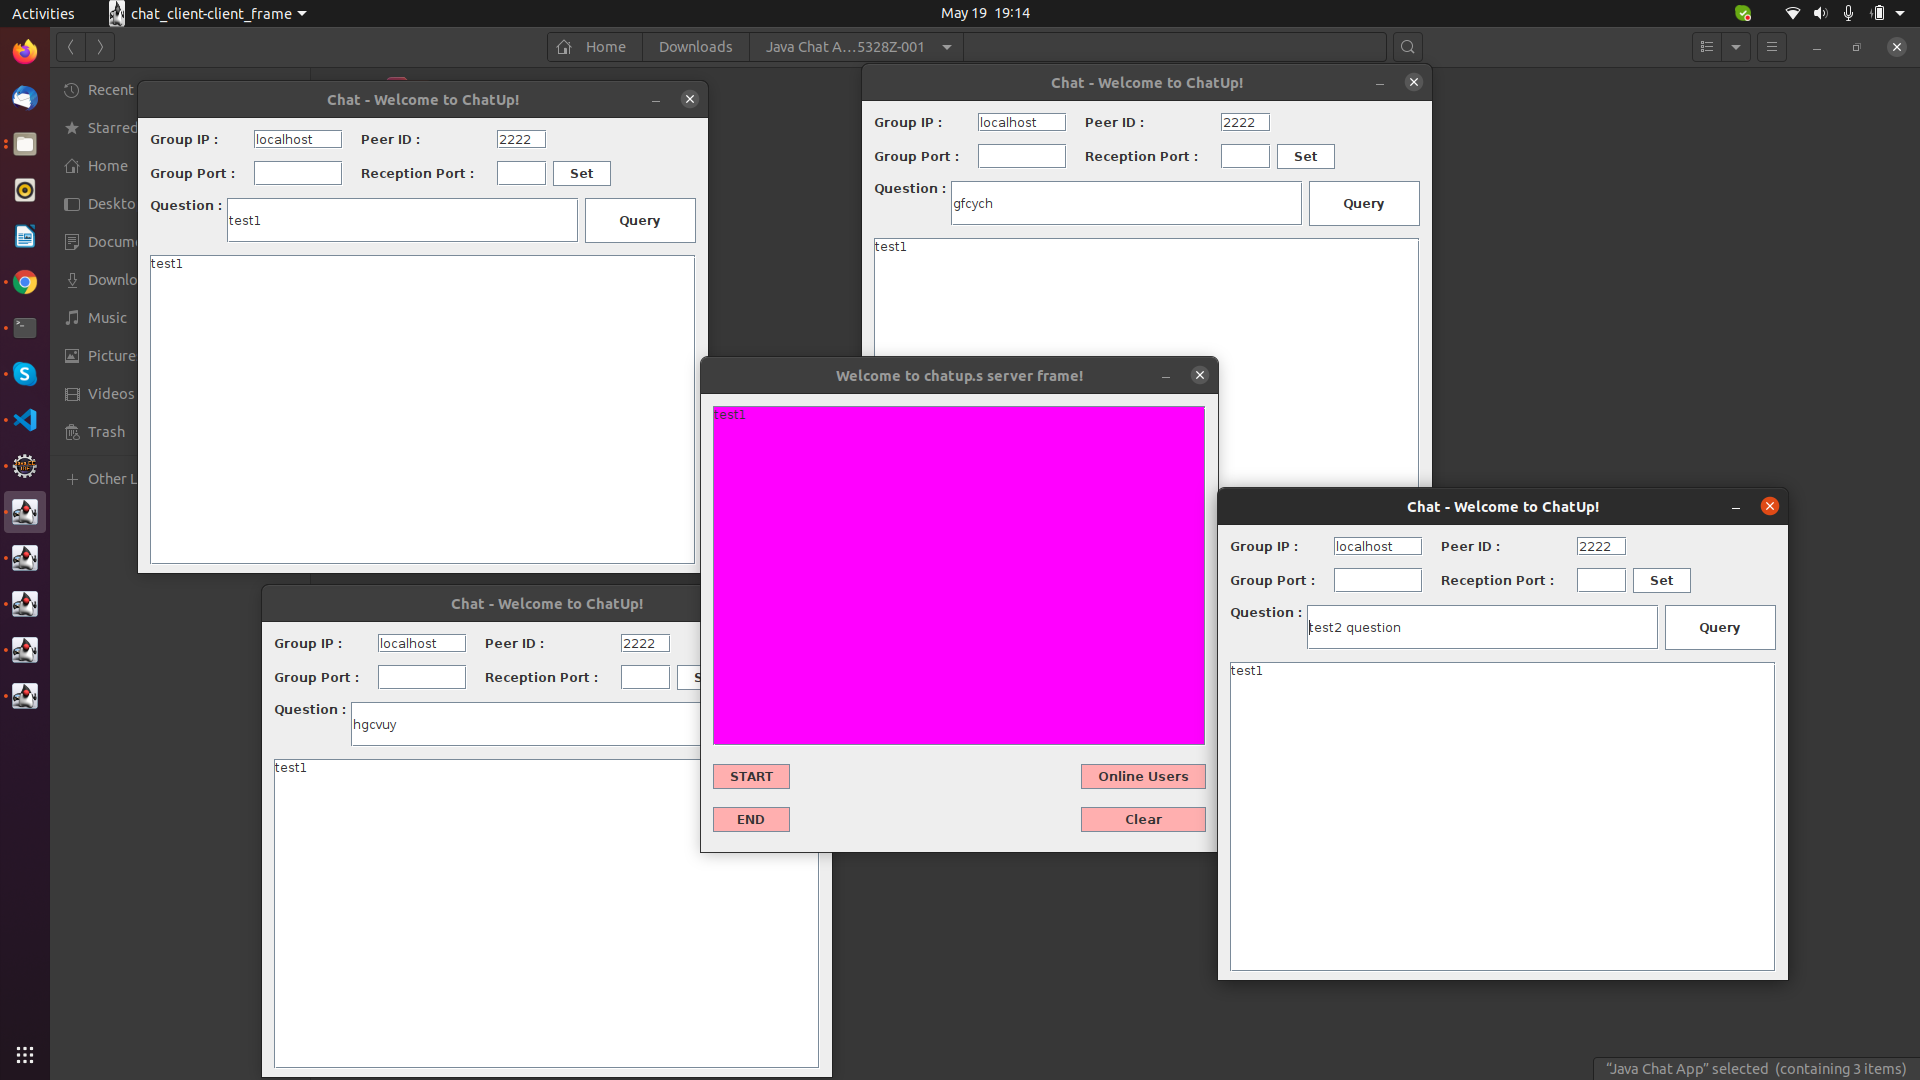 Activities
chat_client-client_frame
May 19 19:14
Home
Downloads
Java Chat A…5328Z-001
Recent
Starred
Home
Deskto
Docume
Downlo
Music
Picture
Videos
Trash
Other L
Chat - Welcome to ChatUp!
Group IP :
localhost
Peer ID :
2222
Group Port :
Reception Port :
Set
Question :
test1
Query
test1
Chat - Welcome to ChatUp!
Group IP :
localhost
Peer ID :
2222
Group Port :
Reception Port :
Set
Question :
gfcych
Query
test1
Welcome to chatup.s server frame!
test1
START
Online Users
END
Clear
Chat - Welcome to ChatUp!
Group IP :
localhost
Peer ID :
2222
Group Port :
Reception Port :
Set
Question :
test2 question
Query
test1
Chat - Welcome to ChatUp!
Group IP :
localhost
Peer ID :
2222
Group Port :
Reception Port :
S
Question :
hgcvuy
test1
"Java Chat App" selected (containing 3 items)